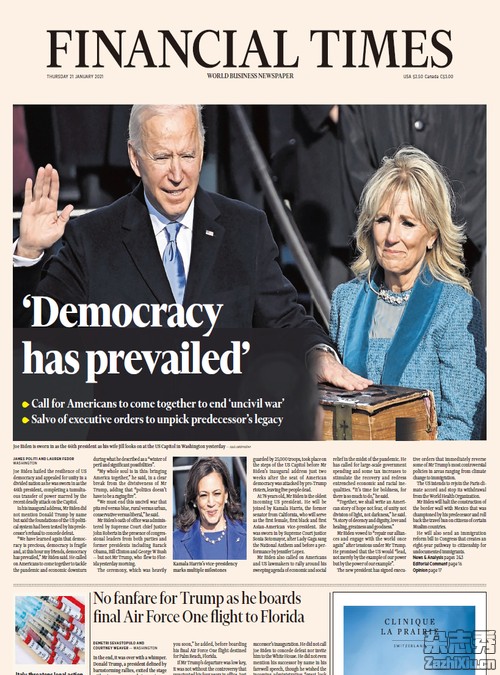 FINANCIAL TIMES
THURSDAY 21 JANUARY 2021
WORLD BUSINESS NEWSPAPER
USA $3.50 Canada C$3.00
‘Democracy
has prevailed’
Call for Americans to come together to end ‘uncivil war’
Salvo of executive orders to unpick predecessor’s legacy
Joe Biden is sworn in as the 46th president as his wife Jill looks on at the US Capitol in Washington yesterday
JAMES POLITI AND LAUREN FEDOR
WASHINGTON
Joe Biden hailed the resilience of US
democracy and appealed for unity in a
divided nation as he was sworn in as the
46th president, completing a tumultu-
ous transfer of power marred by the
recent deadly attack on the Capitol.
In his inaugural address, Mr Biden did
not mention Donald Trump by name
but said the foundations of the US politi-
cal system had been tested by his prede-
cessor’s refusal to concede defeat.
“We have learned again that democ-
racy is precious, democracy is fragile
and, at this hour my friends, democracy
has prevailed,” Mr Biden said. He called
on Americans to come together to tackle
the pandemic and economic downturn
during what he described as a “winter of
peril and significant possibilities”.
“My whole soul is in this: bringing
America together,” he said, in a clear
break from the divisiveness of Mr
Trump, adding that “politics doesn’t
have to be a raging fire”.
“We must end this uncivil war that
pits red versus blue, rural versus urban,
conservative versus liberal,” he said.
Mr Biden’s oath of office was admin-
istered by Supreme Court chief justice
John Roberts in the presence of congres-
sional leaders from both parties and
former presidents including Barack
Obama, Bill Clinton and George W Bush
— but not Mr Trump, who flew to Flor-
ida yesterday morning.
The ceremony, which was heavily
Kamala Harris’s vice-presidency
marks multiple milestones
guarded by 25,000 troops, took place on
the steps of the US Capitol before Mr
Biden’s inaugural address just two
weeks after the seat of American
democracy was attacked by pro-Trump
rioters, leaving five people dead.
At 78 years old, Mr Biden is the oldest
incoming US president. He will be
joined by Kamala Harris, the former
senator from California, who will serve
as the first female, first black and first
Asian-American vice-president. She
was sworn in by Supreme Court justice
Sonia Sotomayor, after Lady Gaga sang
the National Anthem and before a per-
formance by Jennifer Lopez.
Mr Biden also called on Americans
and US lawmakers to rally around his
sweeping agenda of economic and social
relief in the midst of the pandemic. He
has called for large-scale government
spending and some tax increases to
stimulate the recovery and redress
entrenched economic and racial ine-
qualities. “It’s time for boldness, for
there is so much to do,” he said.
“Together, we shall write an Ameri-
can story of hope not fear, of unity not
division of light, not darkness,” he said.
“A story of decency and dignity, love and
healing, greatness and goodness.”
Mr Biden vowed to “repair our allian-
ces and engage with the world once
again” after tensions under Mr Trump.
He promised that the US would “lead,
not merely by the example of our power
but by the power of our example”.
The new president has signed execu-
tive orders that immediately reverse
some of Mr Trump’s most controversial
policies in areas ranging from climate
change to immigration.
The US intends to rejoin the Paris cli-
mate accord and stop its withdrawal
from the World Health Organization.
Mr Biden will halt the construction of
the border wall with Mexico that was
championed by his predecessor and roll
back the travel ban on citizens of certain
Muslim countries.
He will also send an immigration
reform bill to Congress that creates an
eight-year pathway to citizenship for
undocumented immigrants.
News & Analysis page 2&3
Editorial Comment page 16
Opinion page 17
No fanfare for Trump as he boards
final Air Force One flight to Florida
DEMETRI SEVASTOPULO AND
COURTNEY WEAVER — WASHINGTON
In the end, it was over with a whimper.
Donald Trump, a president defined by
barnstorming rallies, exited the stage
you soon,” he added, before boarding
his final Air Force One flight destined
for Palm Beach, Florida.
If Mr Trump’s departure was low key,
it was not without the controversy that
successor’s inauguration. He did not call
Mr Biden to concede defeat nor invite
him to the White House. He did not even
mention his successor by name in his
farewell speech, though he wished the
CLINIQUE
LA PRAIRIE
SWITZERLAND
杂志秀
ZaZhiXiu.cn